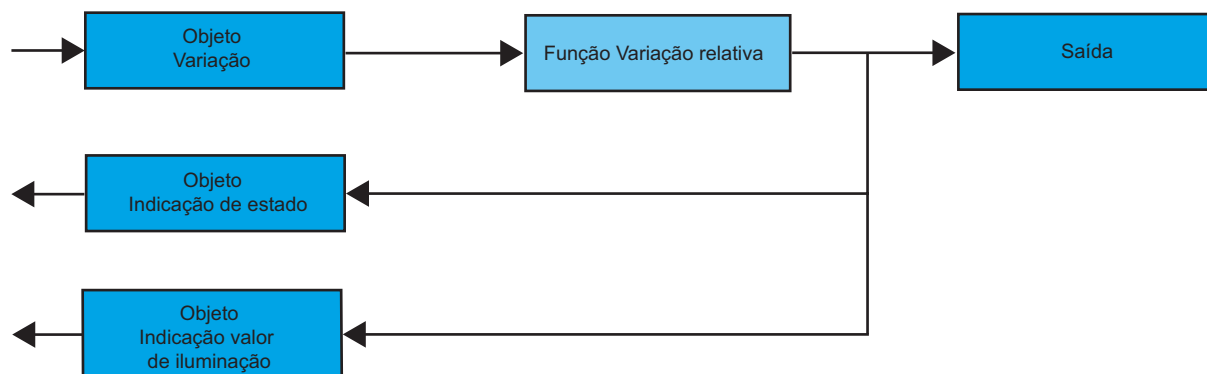 Objeto
Variação
Função Variação relativa
Saída
Objeto
Indicação de estado
Objeto
Indicação valor
de iluminação